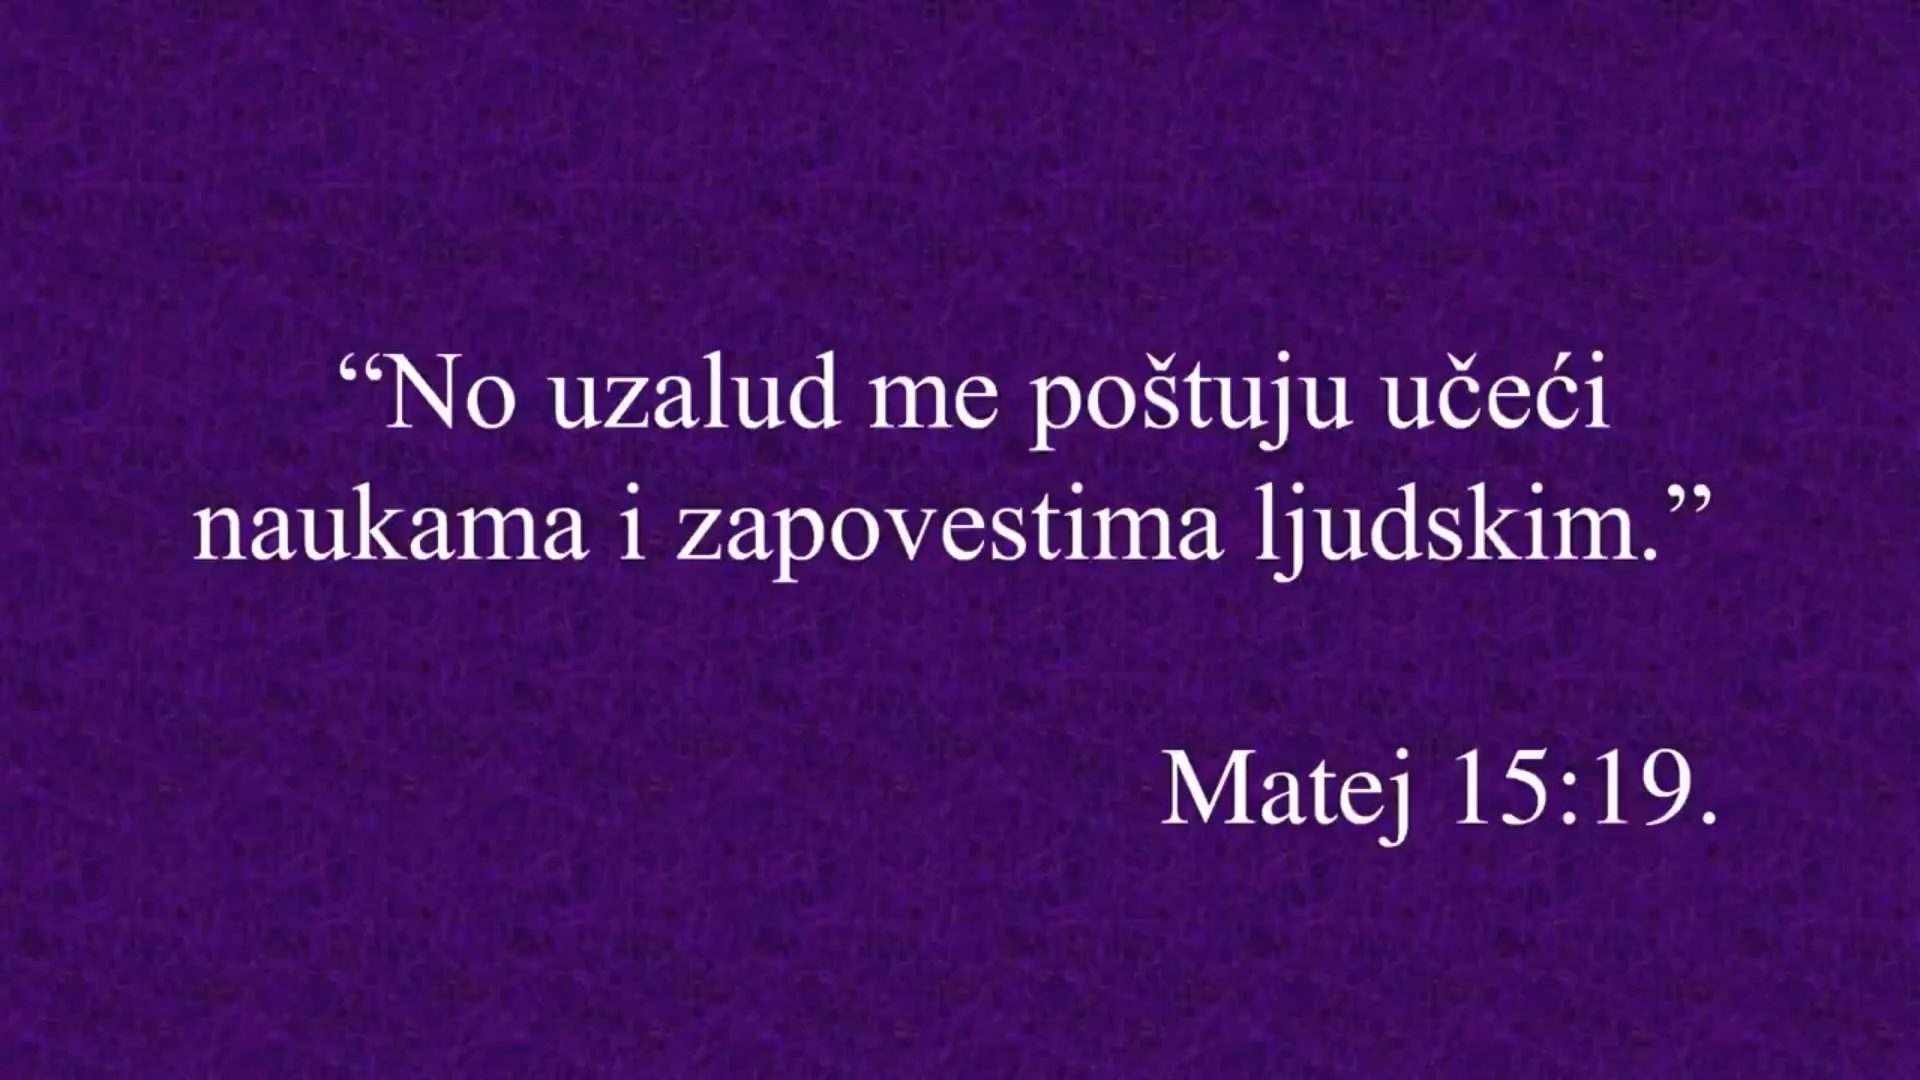 “No uzalud me poštuju učeći
naukama i zapovestima ljudskim.”
Matej 15:19.